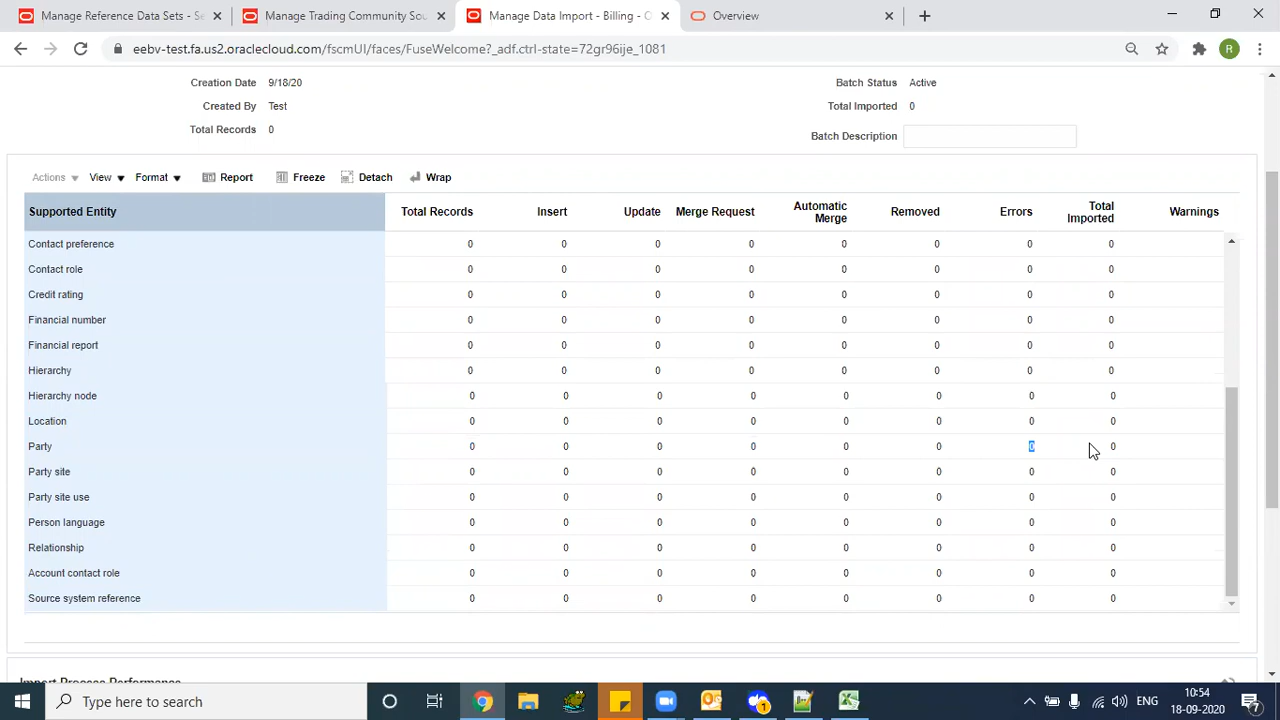 Manage Reference Data Sets - Se
Manage Trading Community Sou
Manage Data Import - Billing - O
Overview
eebv-test.fa.us2.oraclecloud.com/fscmUI/faces/FuseWelcome?_adf.ctrl-state=72gr96ije_1081
R
Creation Date 9/18/20
Batch Status Active
Created By Test
Total Imported 0
Total Records 0
Batch Description
Actions View Format Report Freeze Detach Wrap
Supported Entity Total Records Insert Update Merge Request Automatic Merge Removed Errors Total Imported Warnings
Contact preference 0 0 0 0 0 0 0 0
Contact role 0 0 0 0 0 0 0 0
Credit rating 0 0 0 0 0 0 0 0
Financial number 0 0 0 0 0 0 0 0
Financial report 0 0 0 0 0 0 0 0
Hierarchy 0 0 0 0 0 0 0 0
Hierarchy node 0 0 0 0 0 0 0 0
Location 0 0 0 0 0 0 0 0
Party 0 0 0 0 0 0 0 0
Party site 0 0 0 0 0 0 0 0
Party site use 0 0 0 0 0 0 0 0
Person language 0 0 0 0 0 0 0 0
Relationship 0 0 0 0 0 0 0 0
Account contact role 0 0 0 0 0 0 0 0
Source system reference 0 0 0 0 0 0 0 0
Import Process Performance
Type here to search
1
ENG
10:54
18-09-2020
7